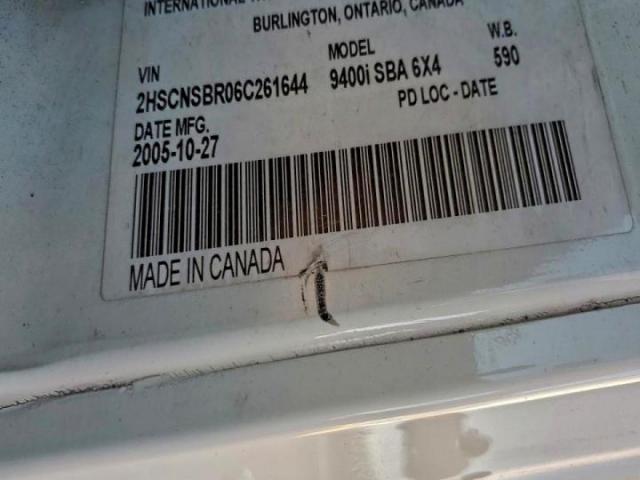 INTERNATIONAL
BURLINGTON, ONTARIO, CANADA
VIN MODEL W.B.
2HSCNSBR06C261644 9400i SBA 6X4 590
DATE MFG. PD LOC - DATE
2005-10-27
MADE IN CANADA